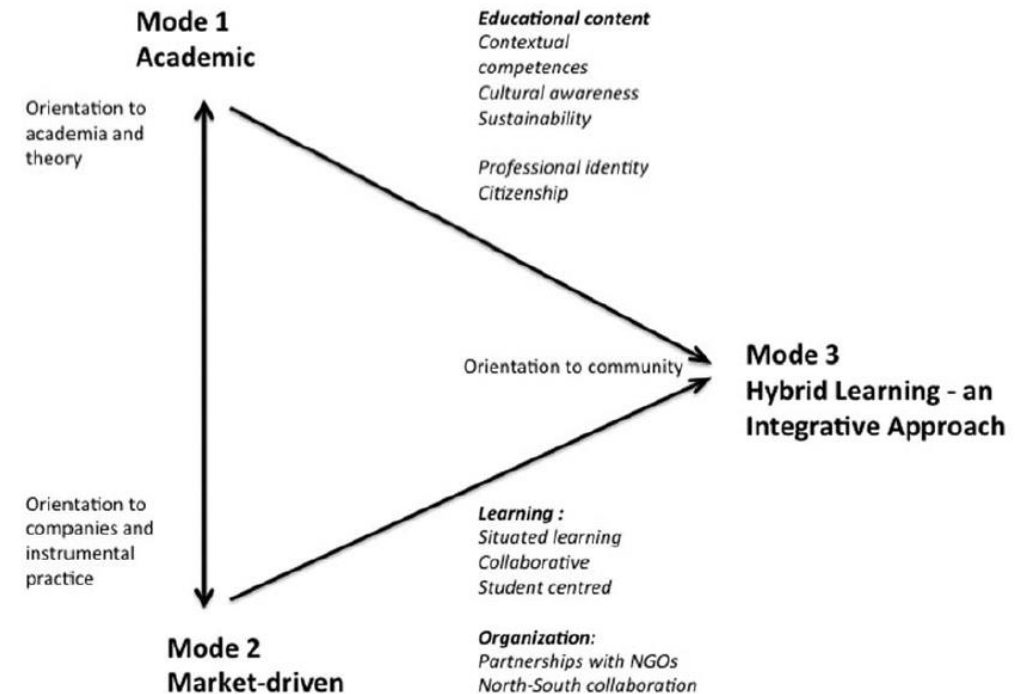 Mode 1
Academic
Orientation to
academia and
theory
Educational content
Contextual
competences
Cultural awareness
Sustainability
Professional identity
Citizenship
Orientation to community
Mode 3
Hybrid Learning - an
Integrative Approach
Orientation to
companies and
instrumental
practice
Learning :
Situated learning
Collaborative
Student centred
Mode 2
Market-driven
Organization:
Partnerships with NGOs
North-South collaboration